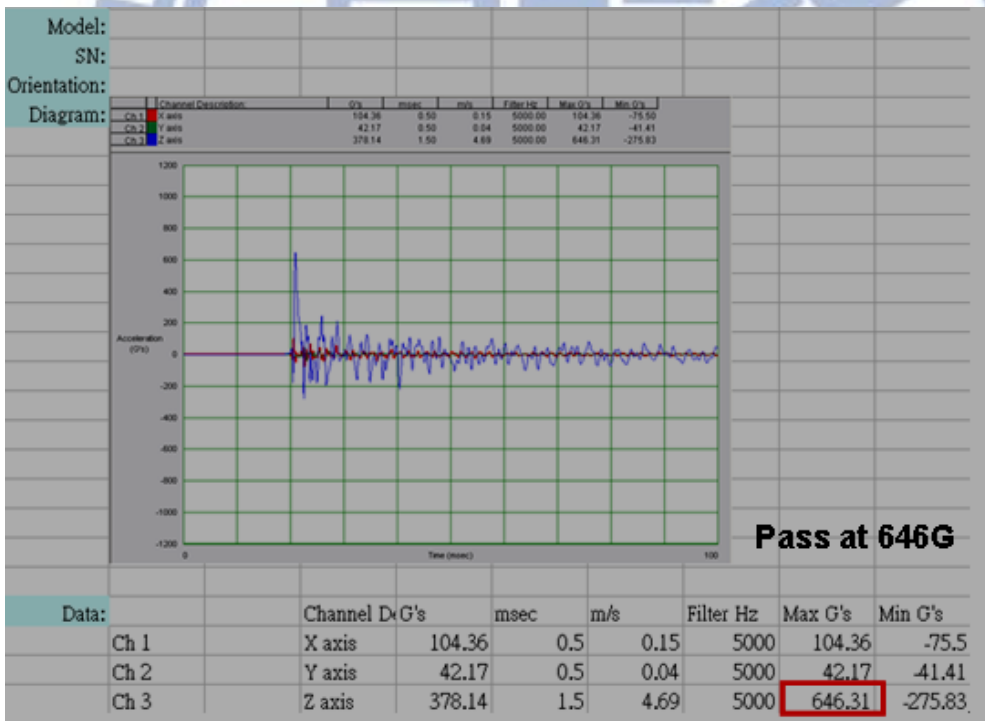 Model:
SN:
Orientation:
Diagram:
Channel Description: G's msec m/s Filter Hz Max G's Min G's
Ch 1 X axis 104.36 0.50 0.15 5000.00 104.36 -75.50
Ch 2 Y axis 42.17 0.50 0.04 5000.00 42.17 -41.41
Ch 3 Z axis 378.14 1.50 4.69 5000.00 646.31 -275.83
1200
1000
800
600
400
200
Acceleration
(G's)
0
-200
-400
-600
-800
-1000
-1200
0 Time (msec) 100
Pass at 646G
Data: Channel De G's msec m/s Filter Hz Max G's Min G's
Ch 1 X axis 104.36 0.5 0.15 5000 104.36 -75.5
Ch 2 Y axis 42.17 0.5 0.04 5000 42.17 -41.41
Ch 3 Z axis 378.14 1.5 4.69 5000 646.31 -275.83